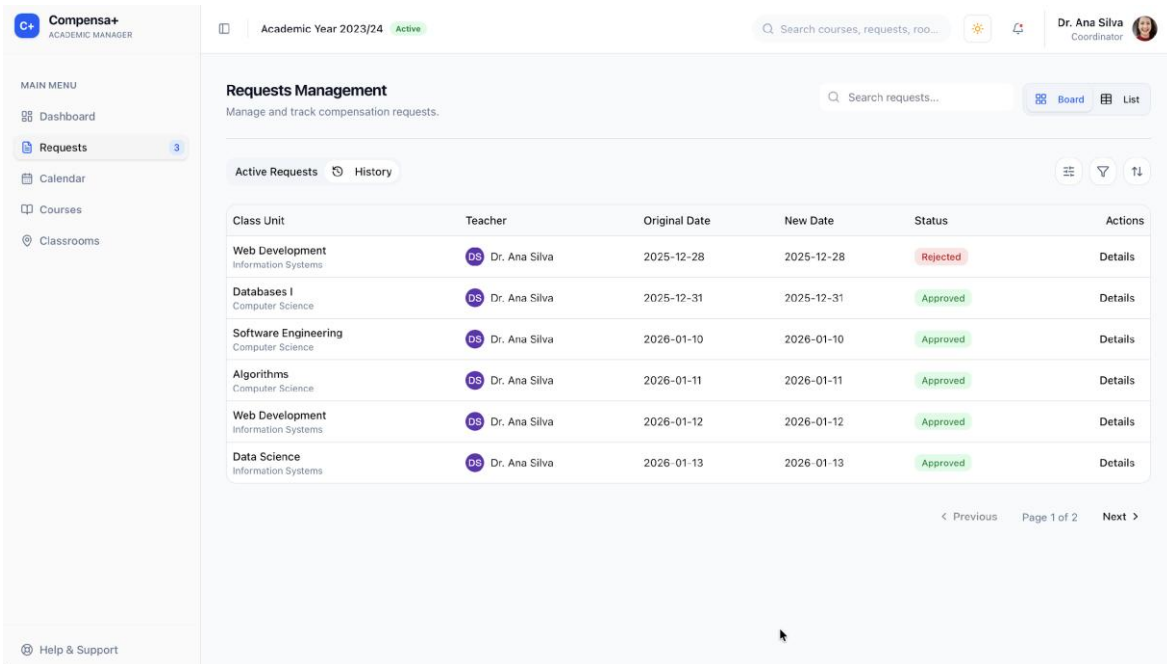 C+ Compensa+
ACADEMIC MANAGER
Academic Year 2023/24 Active
Search courses, requests, roo...
Dr. Ana Silva
Coordinator
MAIN MENU
Dashboard
Requests 3
Calendar
Courses
Classrooms
Help & Support
Requests Management
Manage and track compensation requests.
Search requests...
Board List
Active Requests History
Class Unit Teacher Original Date New Date Status Actions
Web Development
Information Systems
DS Dr. Ana Silva 2025-12-28 2025-12-28 Rejected Details
Databases I
Computer Science
DS Dr. Ana Silva 2025-12-31 2025-12-31 Approved Details
Software Engineering
Computer Science
DS Dr. Ana Silva 2026-01-10 2026-01-10 Approved Details
Algorithms
Computer Science
DS Dr. Ana Silva 2026-01-11 2026-01-11 Approved Details
Web Development
Information Systems
DS Dr. Ana Silva 2026-01-12 2026-01-12 Approved Details
Data Science
Information Systems
DS Dr. Ana Silva 2026-01-13 2026-01-13 Approved Details
< Previous Page 1 of 2 Next >